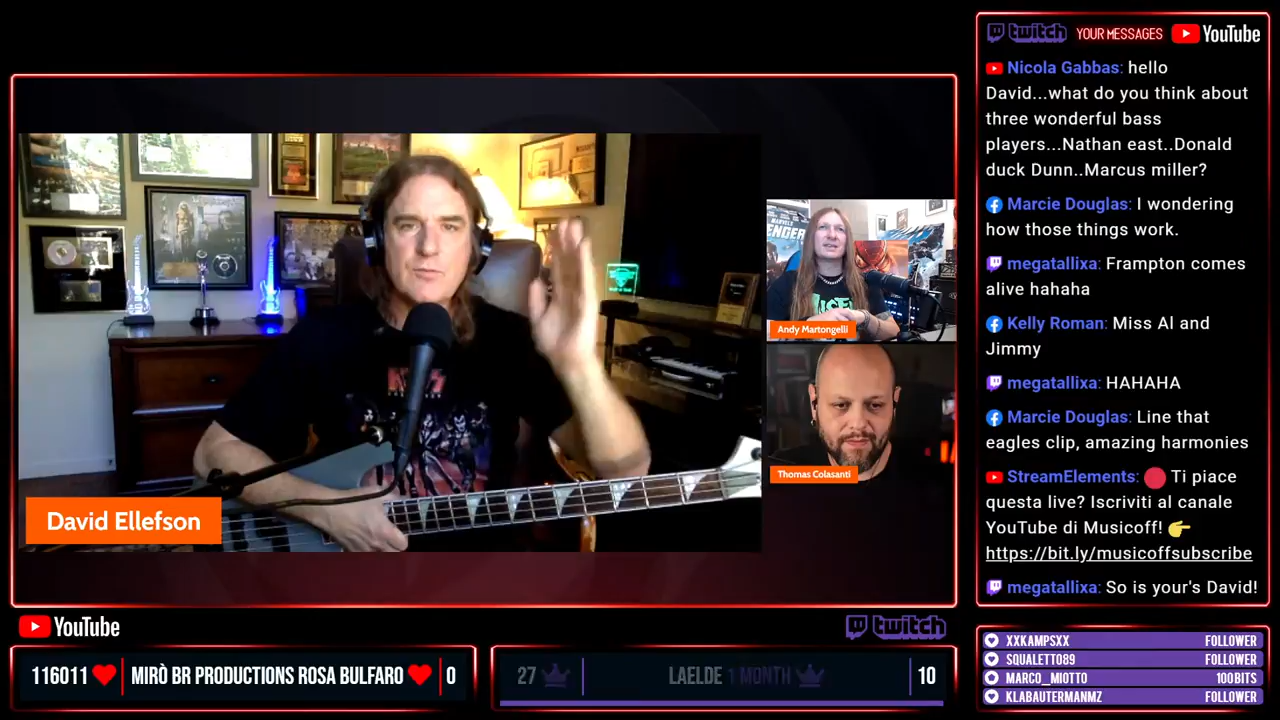 twitch YOUR MESSAGES YouTube
Nicola Gabbas: hello
David...what do you think about
three wonderful bass
players...Nathan east..Donald
duck Dunn..Marcus miller?
Marcie Douglas: I wondering
how those things work.
megatallixa: Frampton comes
alive hahaha
Kelly Roman: Miss Al and
Jimmy
megatallixa: HAHAHA
Marcie Douglas: Line that
eagles clip, amazing harmonies
StreamElements: 🔴 Ti piace
questa live? Iscriviti al canale
YouTube di Musicoff! 👉
https://bit.ly/musicoffsubscribe
megatallixa: So is your's David!
Andy Martongelli
Thomas Colasanti
David Ellefson
YouTube
twitch
116011 ❤ MIRÒ BR PRODUCTIONS ROSA BULFARO ❤ 0
27 LAELDE 1 MONTH 10
XXKAMPSXX FOLLOWER
SQUALETTO89 FOLLOWER
MARCO_MIOTTO 100BITS
KLABAUTERMANMZ FOLLOWER